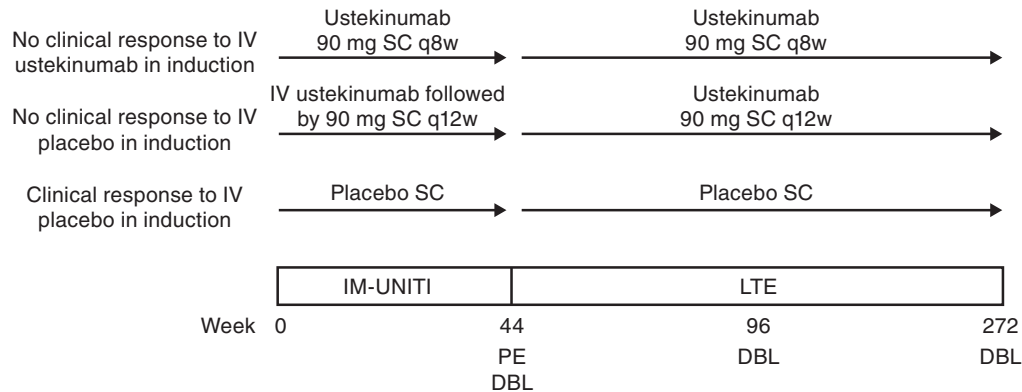 No clinical response to IV
ustekinumab in induction
Ustekinumab
90 mg SC q8w
Ustekinumab
90 mg SC q8w
No clinical response to IV
placebo in induction
IV ustekinumab followed
by 90 mg SC q12w
Ustekinumab
90 mg SC q12w
Clinical response to IV
placebo in induction
Placebo SC
Placebo SC
IM-UNITI
LTE
Week 0 44 96 272
PE
DBL DBL DBL